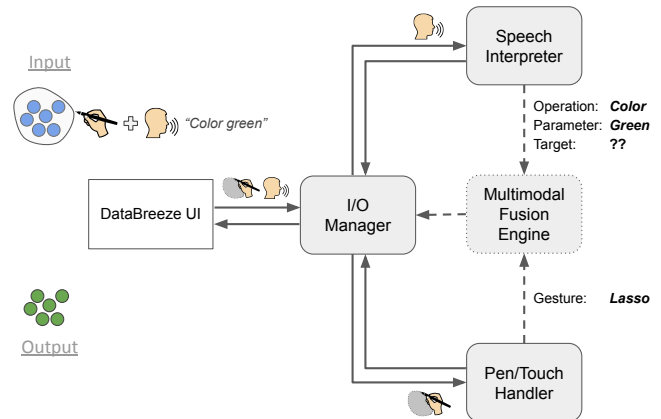 Input
“Color green”
Speech
Interpreter
Operation: Color
Parameter: Green
Target: ??
DataBreeze UI
I/O
Manager
Multimodal
Fusion
Engine
Gesture: Lasso
Output
Pen/Touch
Handler